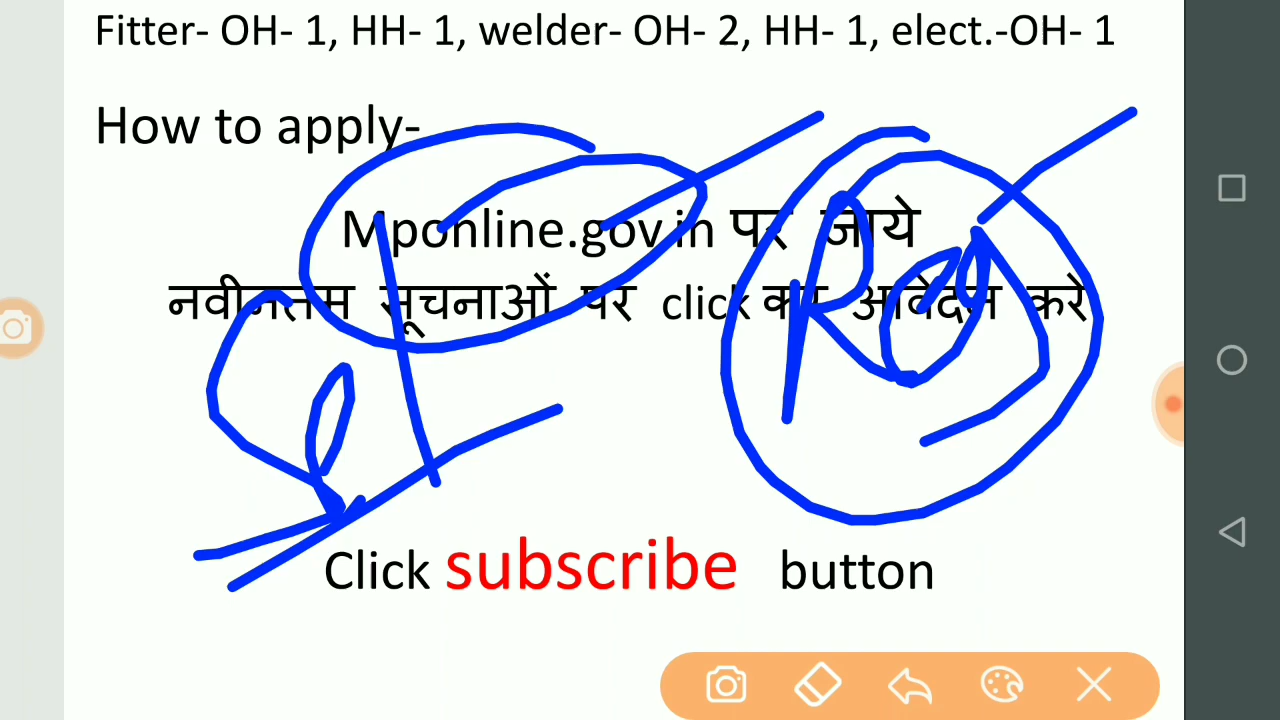 Fitter- OH- 1, HH- 1, welder- OH- 2, HH- 1, elect.-OH- 1
How to apply-
Mponline.gov.in पर जाये
नवीनतम सूचनाओं पर click कर आवेदन करें
Click subscribe button